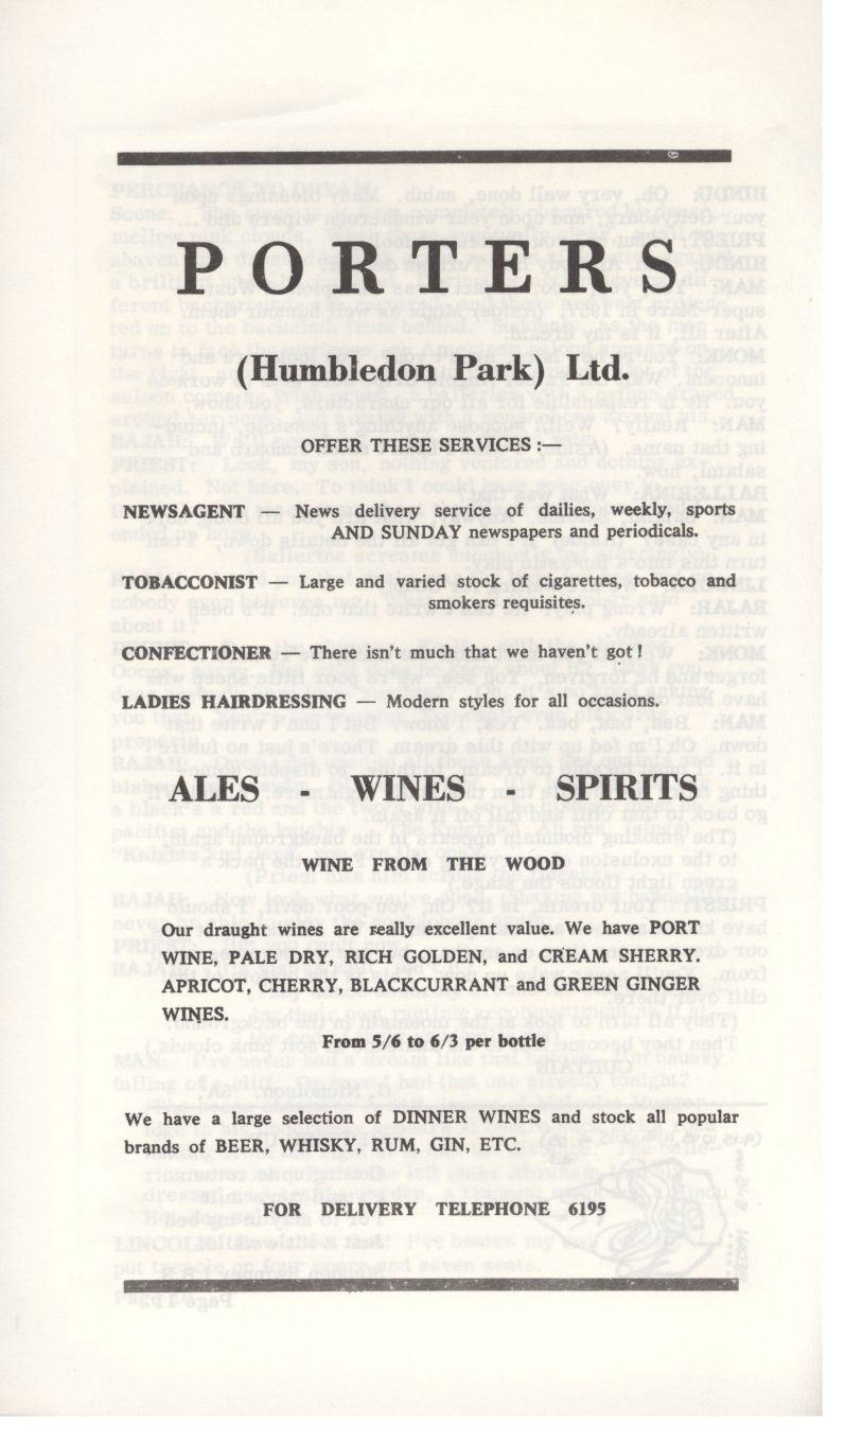 PORTERS
(Humbledon Park) Ltd.
OFFER THESE SERVICES :—
NEWSAGENT — News delivery service of dailies, weekly, sports
AND SUNDAY newspapers and periodicals.
TOBACCONIST — Large and varied stock of cigarettes, tobacco and
smokers requisites.
CONFECTIONER — There isn't much that we haven't got !
LADIES HAIRDRESSING — Modern styles for all occasions.
ALES - WINES - SPIRITS
WINE FROM THE WOOD
Our draught wines are really excellent value. We have PORT
WINE, PALE DRY, RICH GOLDEN, and CREAM SHERRY.
APRICOT, CHERRY, BLACKCURRANT and GREEN GINGER
WINES.
From 5/6 to 6/3 per bottle
We have a large selection of DINNER WINES and stock all popular
brands of BEER, WHISKY, RUM, GIN, ETC.
FOR DELIVERY TELEPHONE 6195